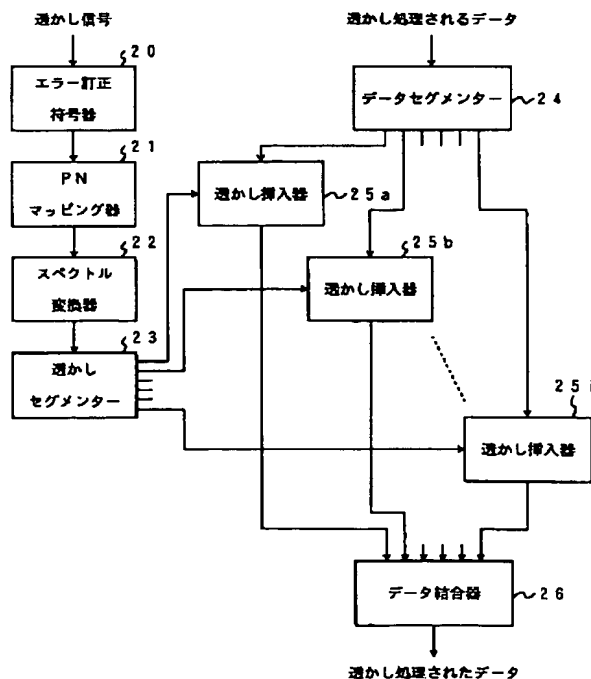 透かし信号
透かし処理されるデータ
20
エラー訂正
符号器
データセグメンター
24
21
PN
マッピング器
透かし挿入器
25a
22
スペクトル
変換器
25b
透かし挿入器
23
透かし
セグメンター
25i
透かし挿入器
データ結合器
26
透かし処理されたデータ